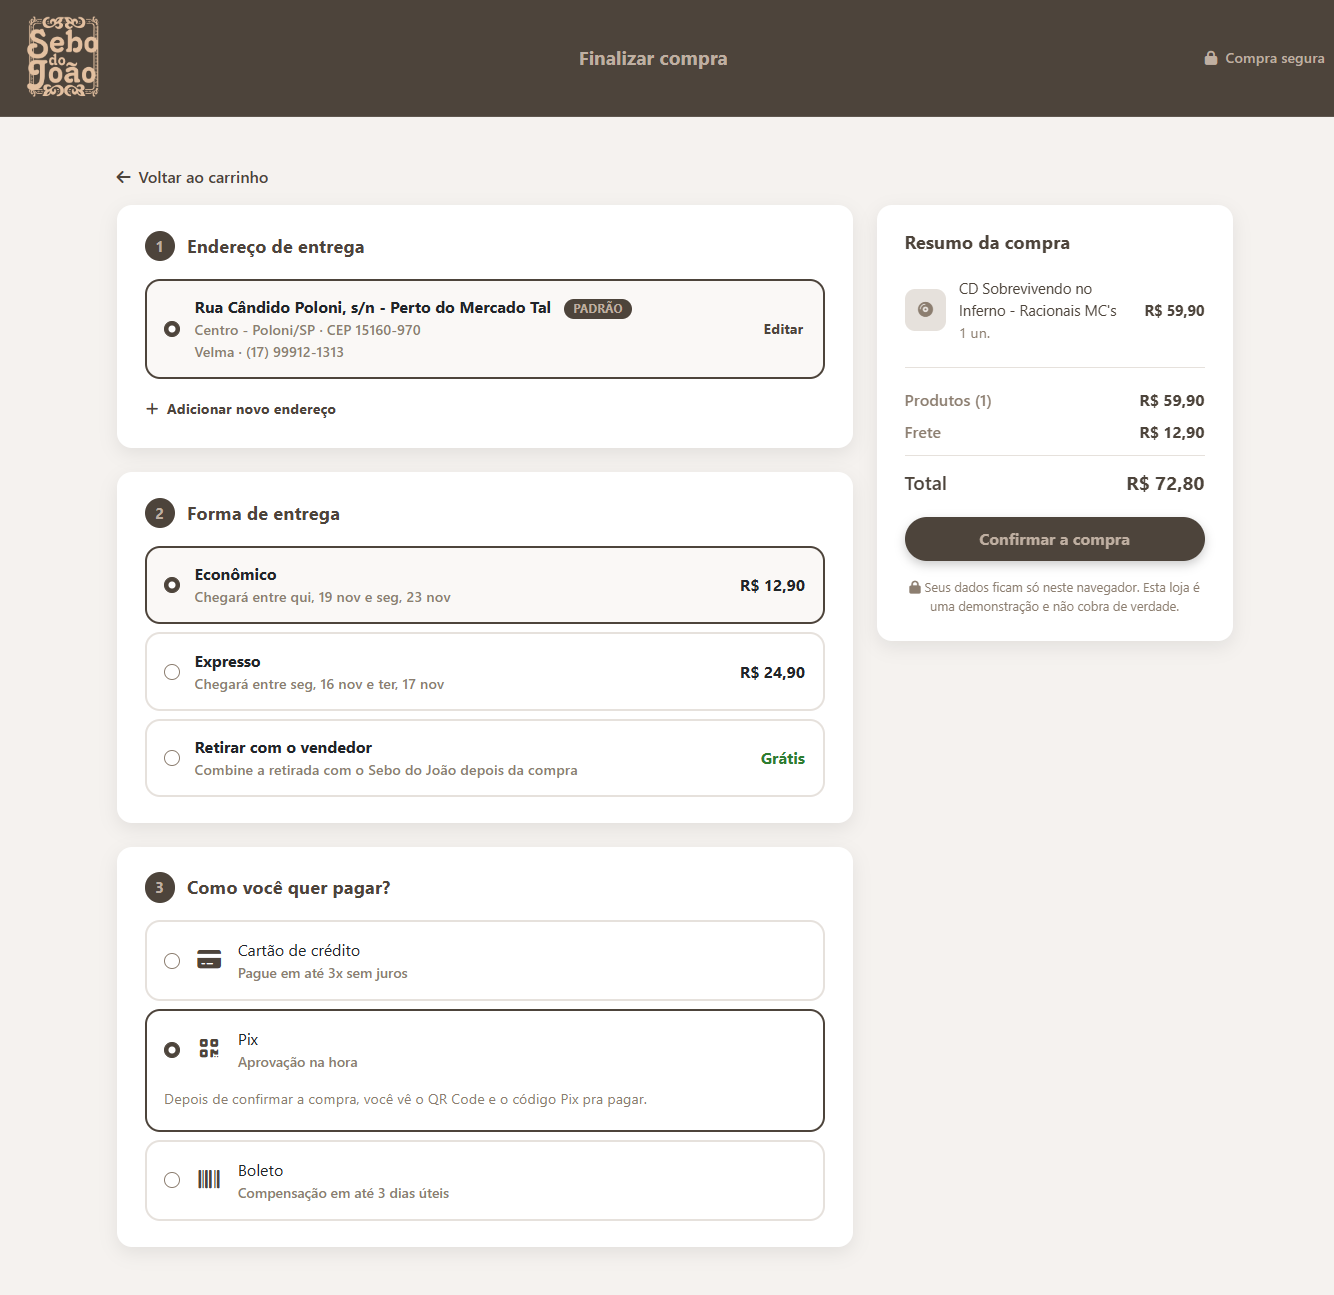 Sebo
do
João
Finalizar compra
Compra segura
← Voltar ao carrinho
1 Endereço de entrega
Rua Cândido Poloni, s/n - Perto do Mercado Tal PADRÃO
Centro - Poloni/SP · CEP 15160-970
Velma · (17) 99912-1313
Editar
+ Adicionar novo endereço
2 Forma de entrega
Econômico
Chegará entre qui, 19 nov e seg, 23 nov
R$ 12,90
Expresso
Chegará entre seg, 16 nov e ter, 17 nov
R$ 24,90
Retirar com o vendedor
Combine a retirada com o Sebo do João depois da compra
Grátis
3 Como você quer pagar?
Cartão de crédito
Pague em até 3x sem juros
Pix
Aprovação na hora
Depois de confirmar a compra, você vê o QR Code e o código Pix pra pagar.
Boleto
Compensação em até 3 dias úteis
Resumo da compra
CD Sobrevivendo no
Inferno - Racionais MC's
1 un.
R$ 59,90
Produtos (1) R$ 59,90
Frete R$ 12,90
Total R$ 72,80
Confirmar a compra
Seus dados ficam só neste navegador. Esta loja é
uma demonstração e não cobra de verdade.